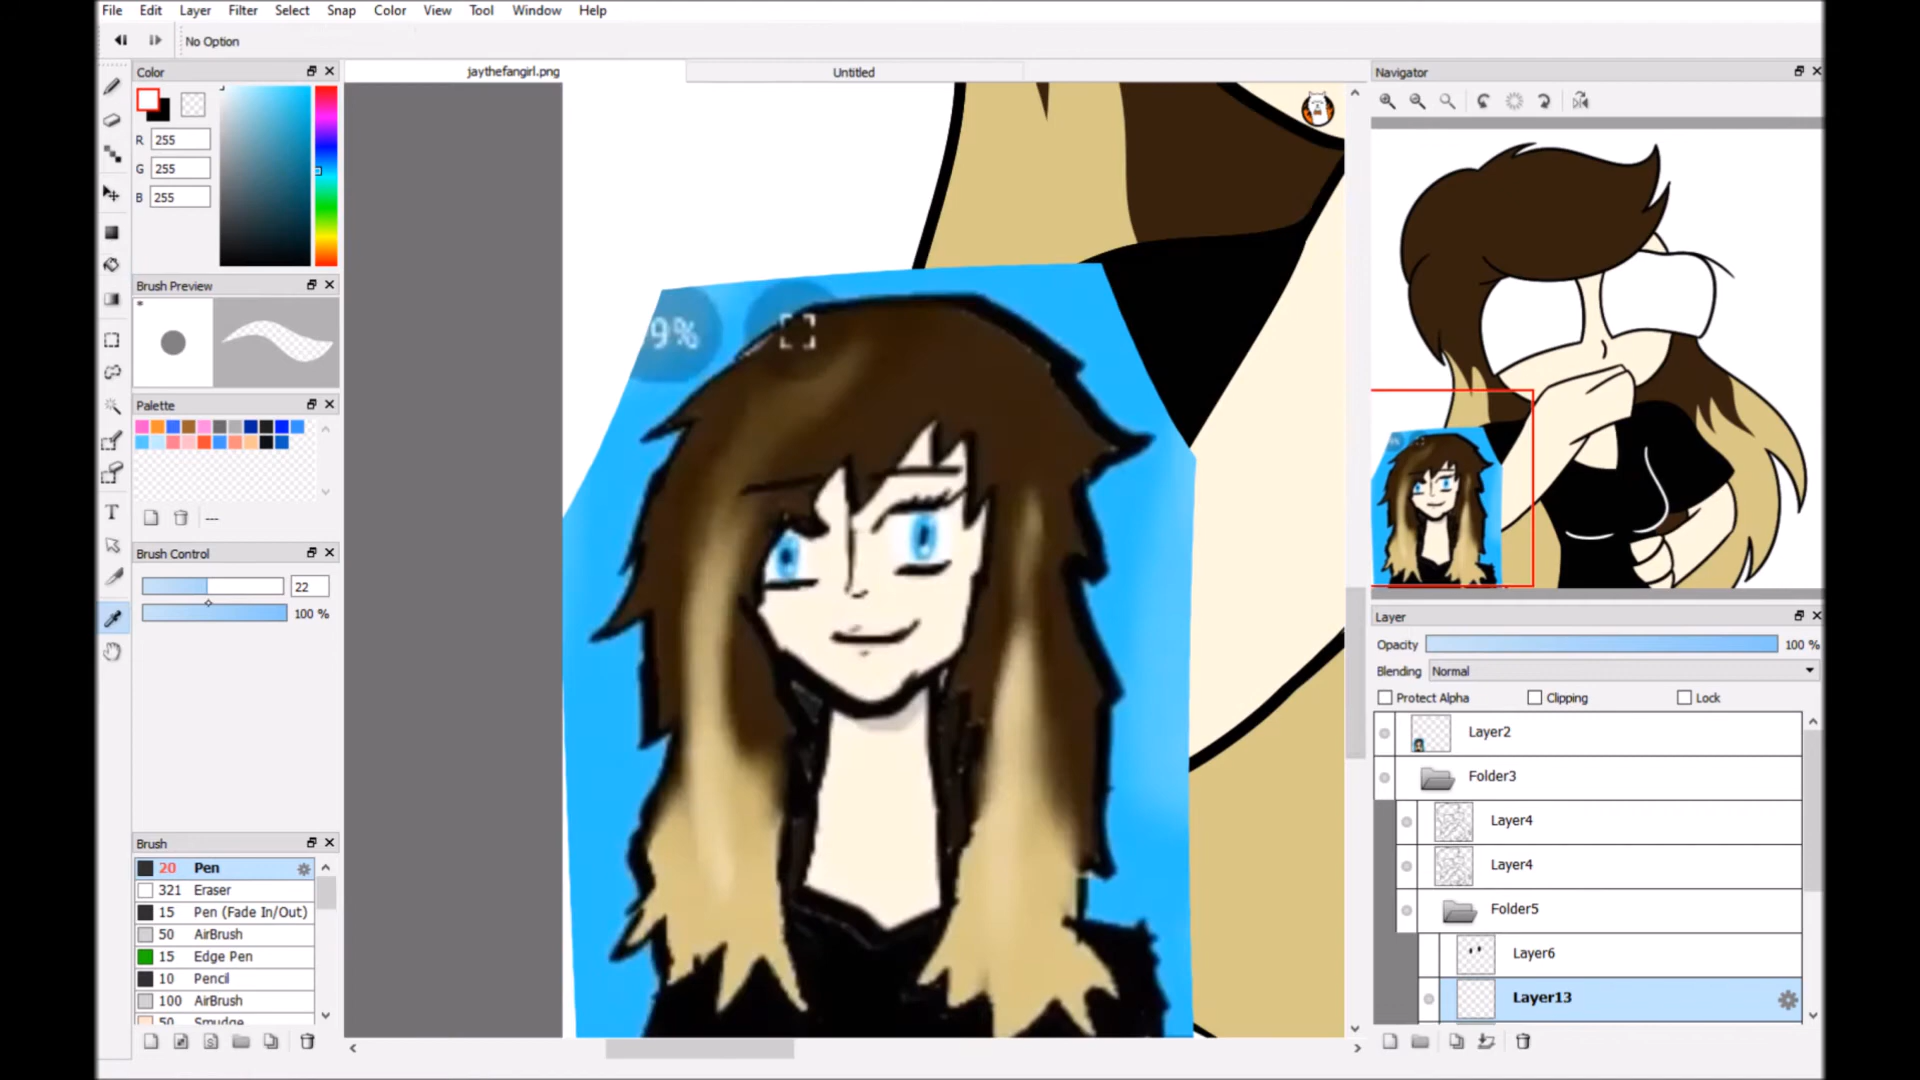 File Edit Layer Filter Select Snap Color View Tool Window Help
No Option
Color
jaythefangirl.png
Untitled
Navigator
R 255
G 255
B 255
Brush Preview
*
9%
Palette
---
Brush Control
22
100 %
Layer
Opacity 100 %
Blending Normal
Protect Alpha Clipping Lock
Layer2
Folder3
Layer4
Layer4
Folder5
Layer6
Layer13
Brush
20 Pen
321 Eraser
15 Pen (Fade In/Out)
50 AirBrush
15 Edge Pen
10 Pencil
100 AirBrush
50 Smudge